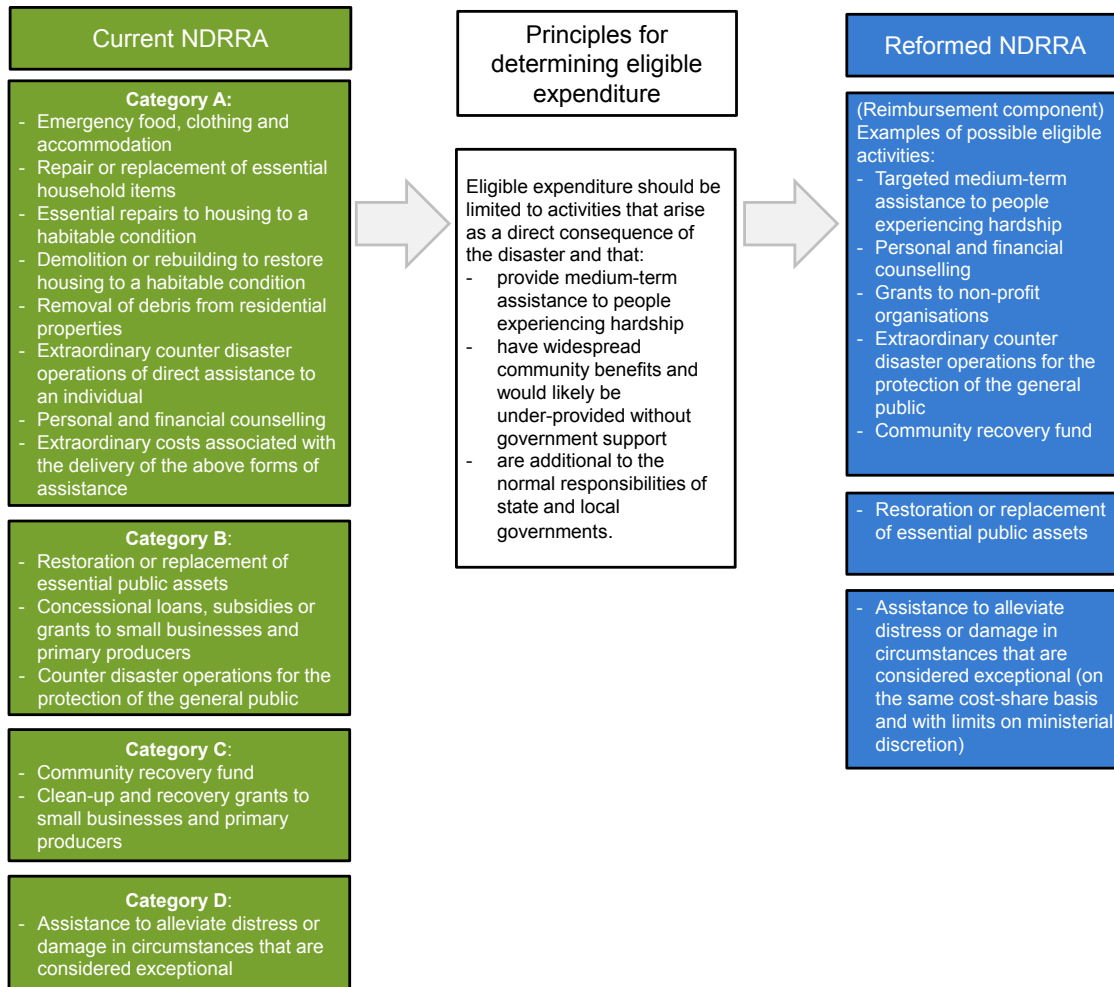 Current NDRRA
Category A:
- Emergency food, clothing and
accommodation
- Repair or replacement of essential
household items
- Essential repairs to housing to a
habitable condition
- Demolition or rebuilding to restore
housing to a habitable condition
- Removal of debris from residential
properties
- Extraordinary counter disaster
operations of direct assistance to
an individual
- Personal and financial counselling
- Extraordinary costs associated with
the delivery of the above forms of
assistance
Category B:
- Restoration or replacement of
essential public assets
- Concessional loans, subsidies or
grants to small businesses and
primary producers
- Counter disaster operations for the
protection of the general public
Category C:
- Community recovery fund
- Clean-up and recovery grants to
small businesses and primary
producers
Category D:
- Assistance to alleviate distress or
damage in circumstances that are
considered exceptional
Principles for
determining eligible
expenditure
Eligible expenditure should be
limited to activities that arise
as a direct consequence of
the disaster and that:
- provide medium-term
assistance to people
experiencing hardship
- have widespread
community benefits and
would likely be
under-provided without
government support
- are additional to the
normal responsibilities of
state and local
governments.
Reformed NDRRA
(Reimbursement component)
Examples of possible eligible
activities:
- Targeted medium-term
assistance to people
experiencing hardship
- Personal and financial
counselling
- Grants to non-profit
organisations
- Extraordinary counter
disaster operations for the
protection of the general
public
- Community recovery fund
- Restoration or replacement
of essential public assets
- Assistance to alleviate
distress or damage in
circumstances that are
considered exceptional (on
the same cost-share basis
and with limits on ministerial
discretion)